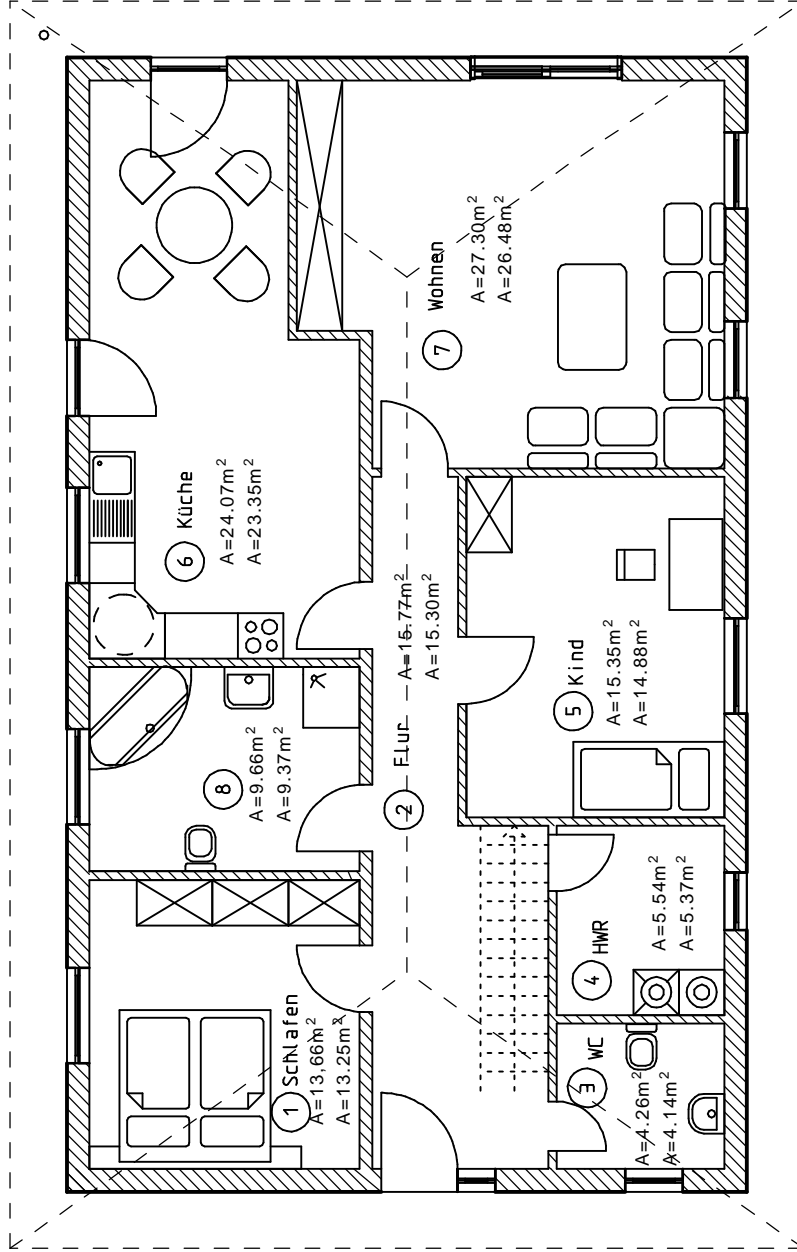 7 Wohnen
A=27.30m²
A=26.48m²
6 Küche
A=24.07m²
A=23.35m²
2 Flur
A=15.77m²
A=15.30m²
5 Kind
A=15.35m²
A=14.88m²
8
A=9.66m²
A=9.37m²
4 HWR
A=5.54m²
A=5.37m²
1 Schlafen
A=13,66m²
A=13.25m²
3 WC
A=4.26m²
A=4.14m²